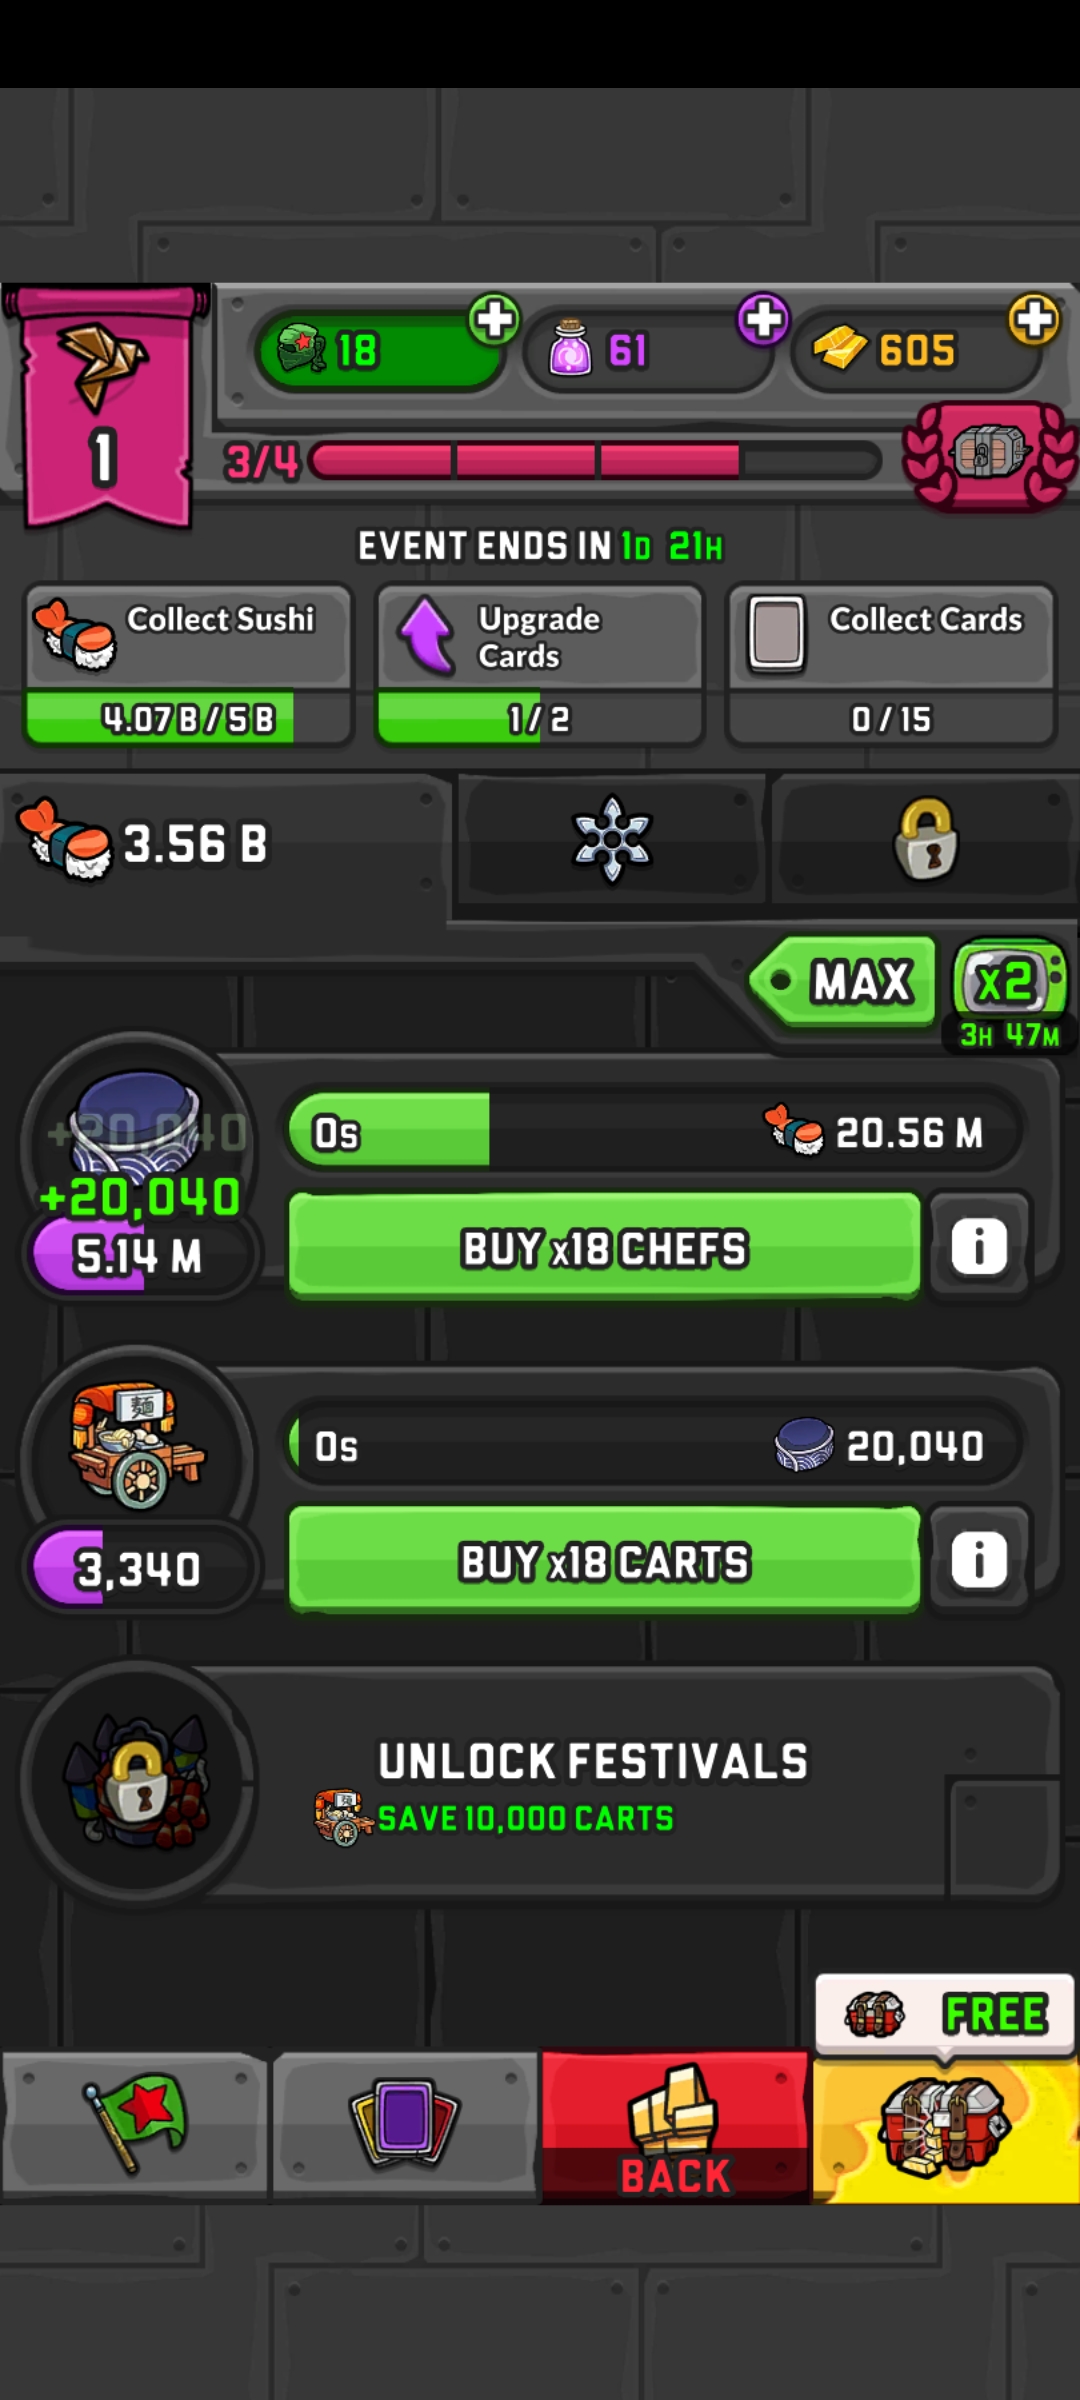 18
61
605
1
3/4
EVENT ENDS IN 1D 21H
Collect Sushi
4.07 B / 5 B
Upgrade
Cards
1 / 2
Collect Cards
0 / 15
3.56 B
MAX
x2
3H 47M
+20,040
+20,040
5.14 M
0s
20.56 M
BUY x18 CHEFS
i
麺
3,340
0s
20,040
BUY x18 CARTS
i
UNLOCK FESTIVALS
SAVE 10,000 CARTS
FREE
BACK